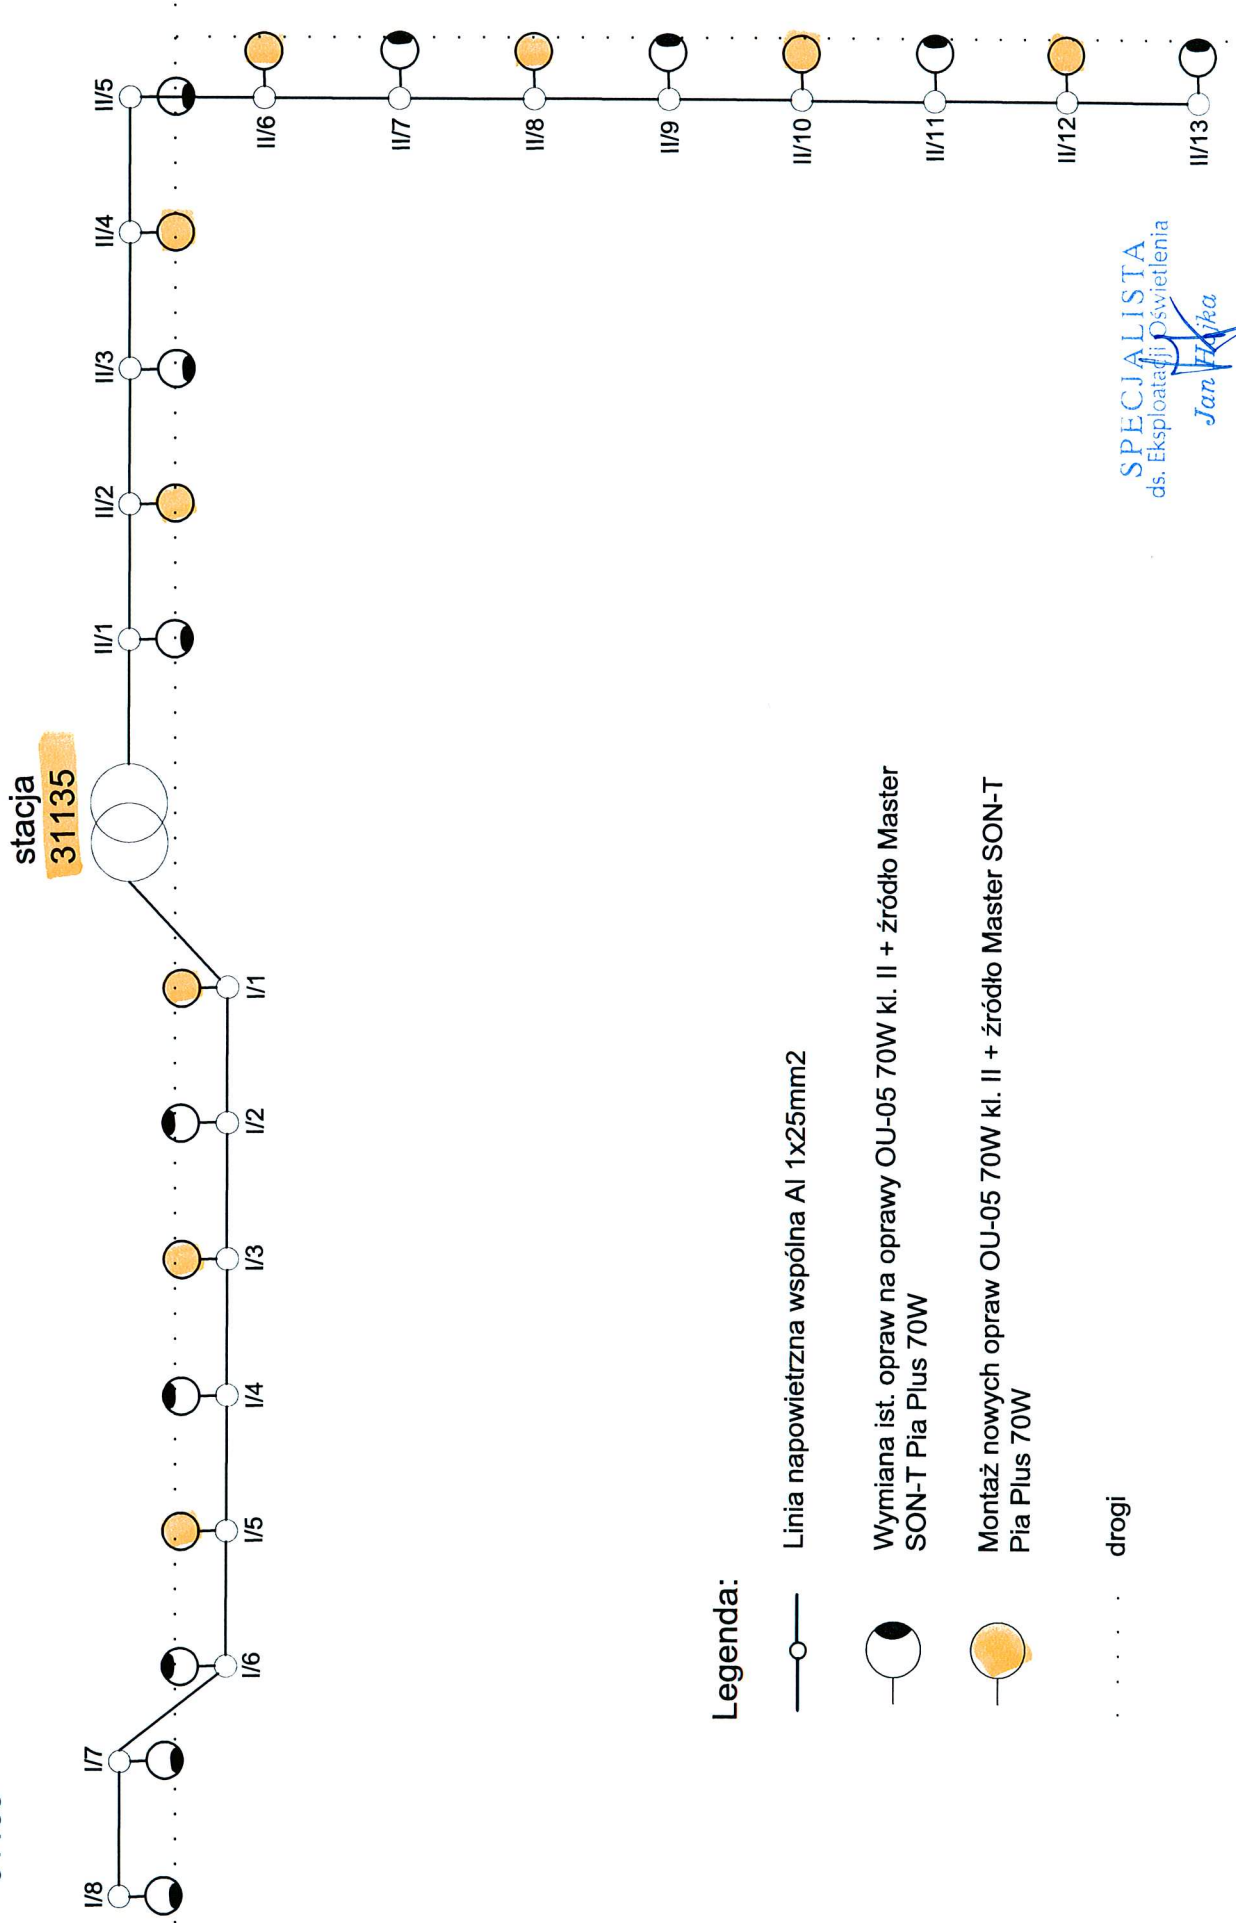 stacja
31135
I/8
I/7
I/6
I/5
I/4
I/3
I/2
I/1
II/1
II/2
II/3
II/4
II/5
II/6
II/7
II/8
II/9
II/10
II/11
II/12
II/13
Legenda:
Linia napowietrzna wspólna Al 1x25mm2
Wymiana ist. opraw na oprawy OU-05 70W kl. II + źródło Master
SON-T Pia Plus 70W
Montaż nowych opraw OU-05 70W kl. II + źródło Master SON-T
Pia Plus 70W
drogi
SPECJALISTA
ds. Eksploatacji Oświetlenia
Jan